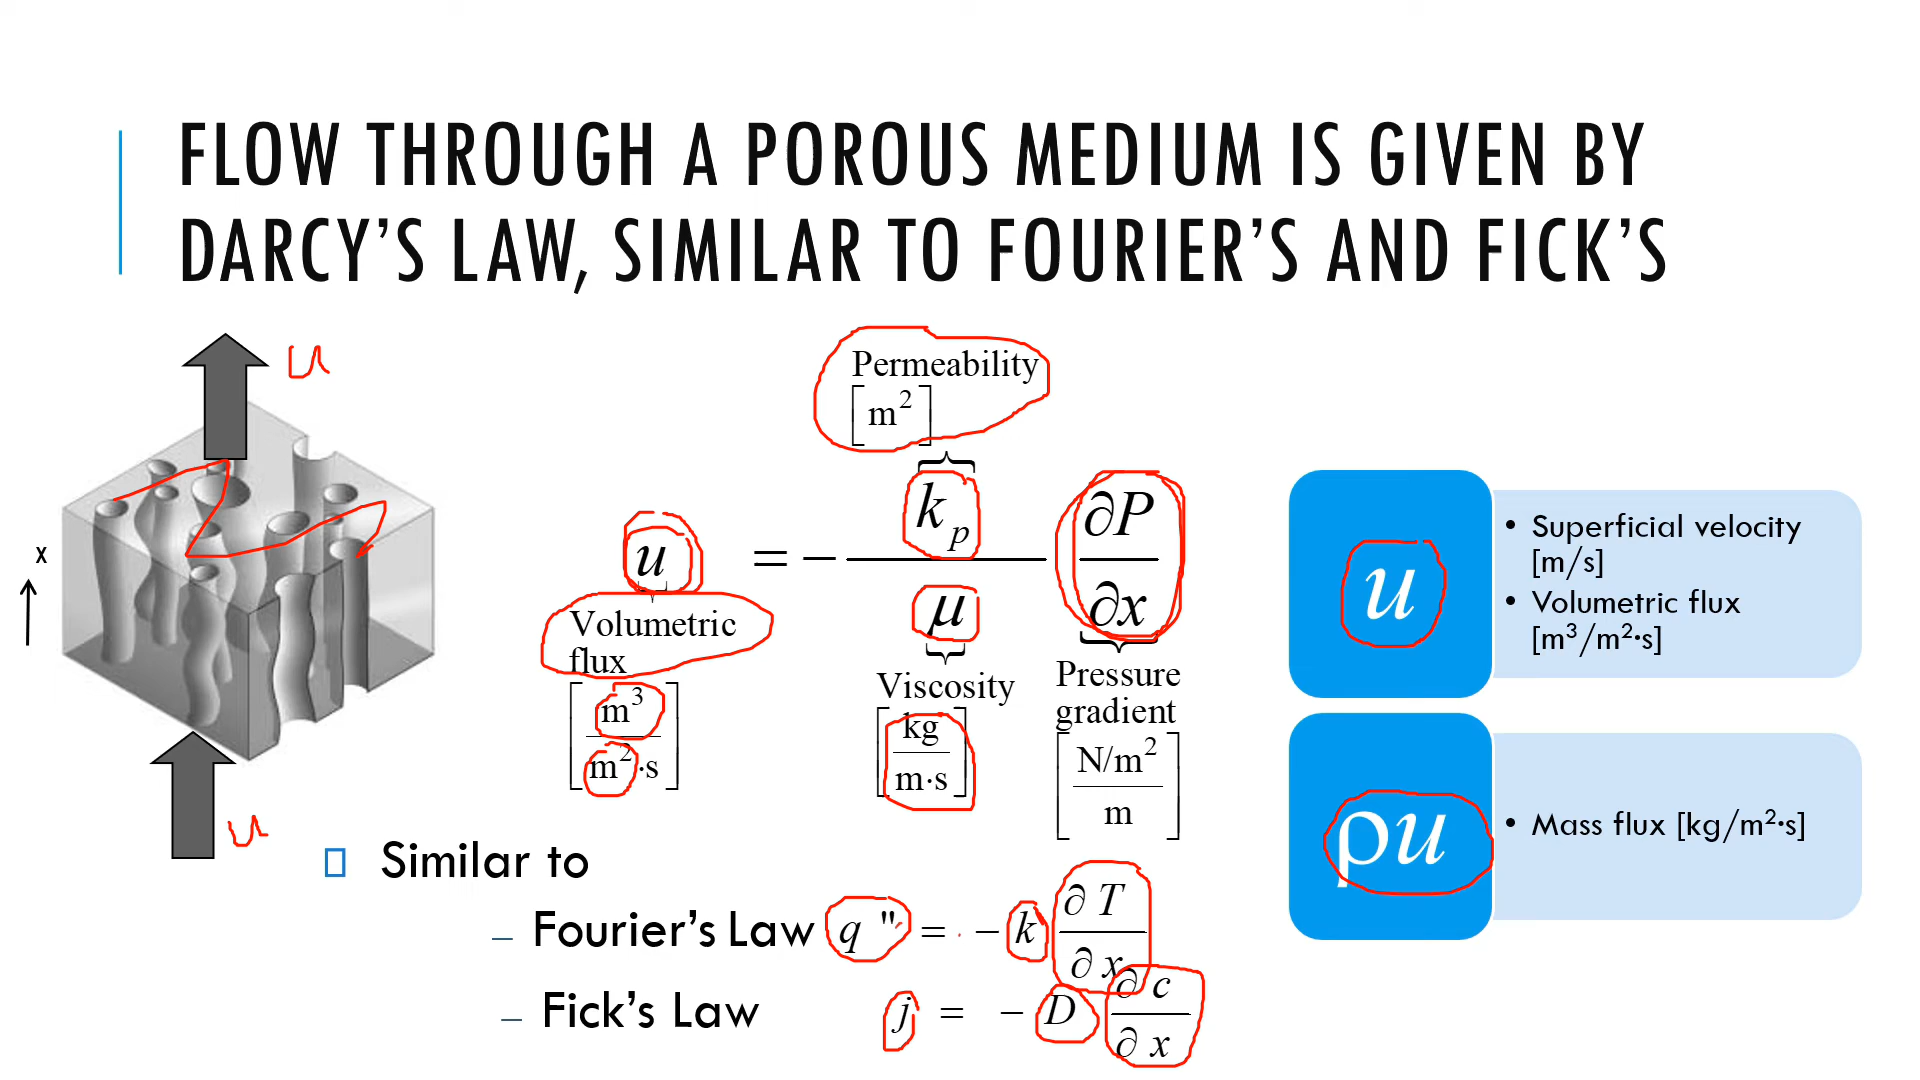 FLOW THROUGH A POROUS MEDIUM IS GIVEN BY
DARCY’S LAW, SIMILAR TO FOURIER’S AND FICK’S
u
x
u
Permeability
[m²]
u = − k_p / μ ∂P / ∂x
Volumetric
flux
[m³ / m²·s]
Viscosity
[kg / m·s]
Pressure
gradient
[N/m² / m]
Similar to
– Fourier’s Law q " = − k ∂T / ∂x
– Fick’s Law j = − D ∂c / ∂x
u
• Superficial velocity
[m/s]
• Volumetric flux
[m³/m²•s]
ρu
• Mass flux [kg/m²•s]